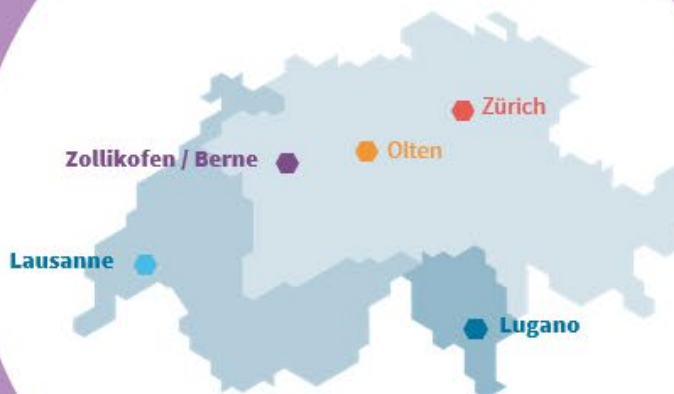 Zürich
Olten
Zollikofen / Berne
Lausanne
Lugano